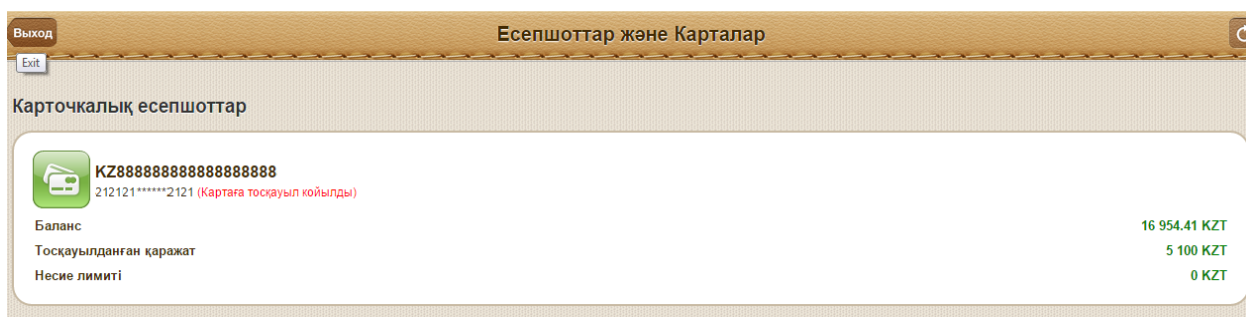 Выход
Есепшоттар және Карталар
Exit
Карточкалық есепшоттар
KZ888888888888888888
212121******2121 (Картаға тосқауыл койылды)
Баланс 16 954.41 KZT
Тосқауылданған қаражат 5 100 KZT
Несие лимиті 0 KZT